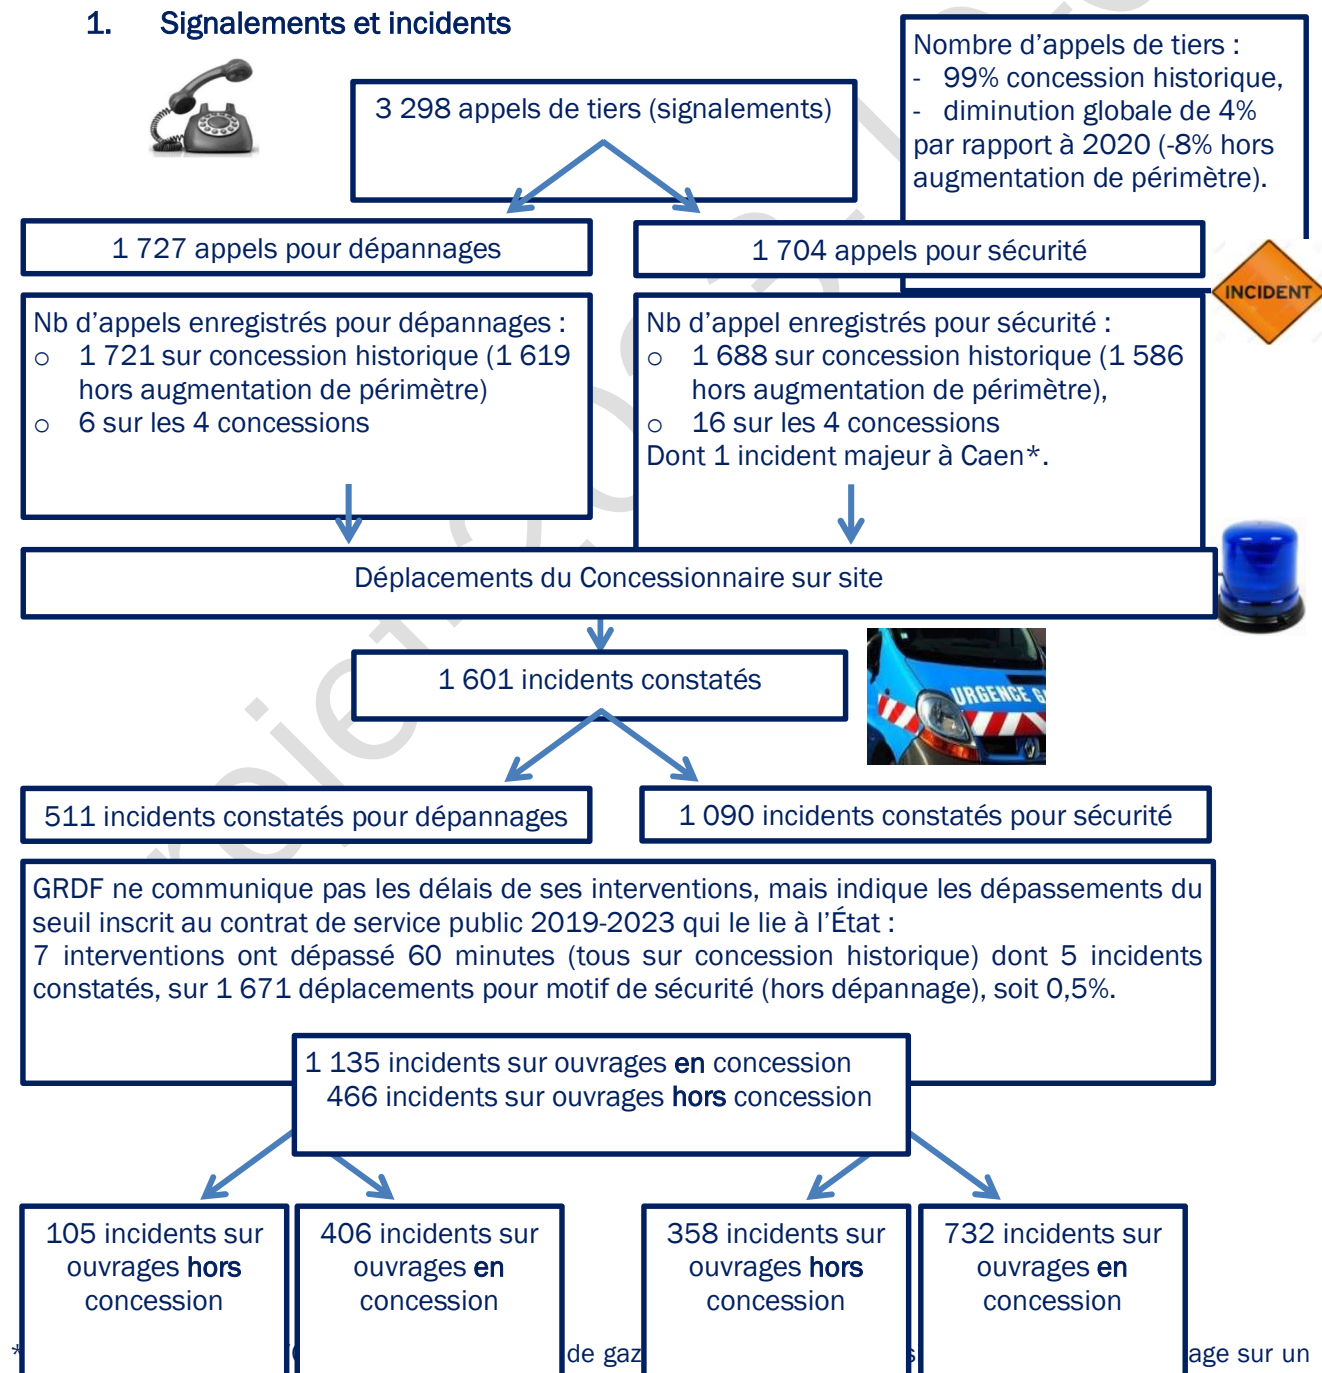 1. Signalements et incidents
Nombre d'appels de tiers :
- 99% concession historique,
- diminution globale de 4%
par rapport à 2020 (-8% hors
augmentation de périmètre).
3 298 appels de tiers (signalements)
1 727 appels pour dépannages
1 704 appels pour sécurité
INCIDENT
Nb d'appels enregistrés pour dépannages :
o 1 721 sur concession historique (1 619
hors augmentation de périmètre)
o 6 sur les 4 concessions
Nb d'appel enregistrés pour sécurité :
o 1 688 sur concession historique (1 586
hors augmentation de périmètre),
o 16 sur les 4 concessions
Dont 1 incident majeur à Caen*.
Déplacements du Concessionnaire sur site
1 601 incidents constatés
URGENCE G
511 incidents constatés pour dépannages
1 090 incidents constatés pour sécurité
GRDF ne communique pas les délais de ses interventions, mais indique les dépassements du
seuil inscrit au contrat de service public 2019-2023 qui le lie à l'État :
7 interventions ont dépassé 60 minutes (tous sur concession historique) dont 5 incidents
constatés, sur 1 671 déplacements pour motif de sécurité (hors dépannage), soit 0,5%.
1 135 incidents sur ouvrages en concession
466 incidents sur ouvrages hors concession
105 incidents sur
ouvrages hors
concession
406 incidents sur
ouvrages en
concession
358 incidents sur
ouvrages hors
concession
732 incidents sur
ouvrages en
concession
* de gaz age sur un